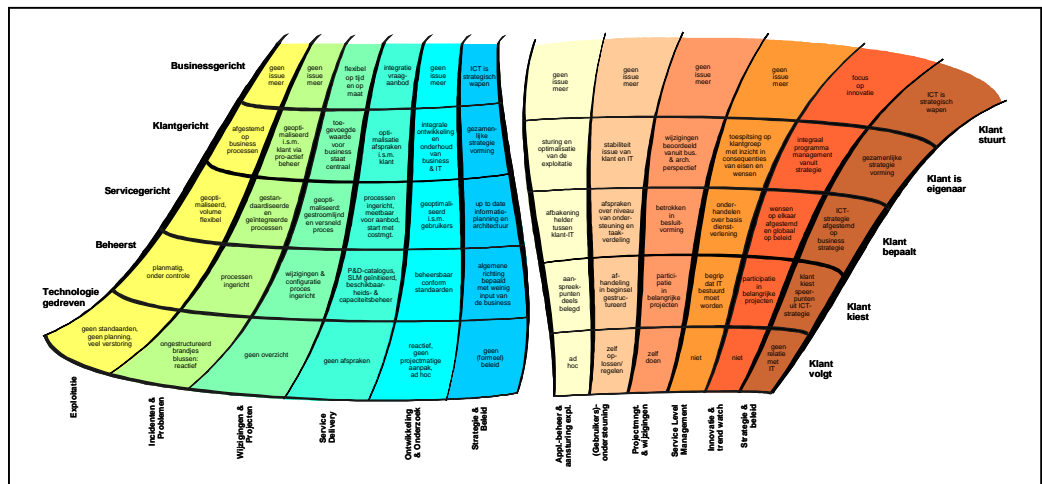 Businessgericht
geen
issue
meer
geen
issue
meer
flexibel
op tijd
en op
maat
integratie
vraag-
aanbod
geen
issue
meer
ICT is
strategisch
wapen
geen
issue
meer
geen
issue
meer
geen
issue
meer
geen
issue
meer
focus
op
innovatie
ICT is
strategisch
wapen
Klantgericht
afgestemd
op
business
processen
geopti-
maliseerd
i.s.m.
klant via
pro-actief
beheer
toe-
gevoegde
waarde
voor
business
staat
centraal
opti-
malisatie
afspraken
i.s.m.
klant
integrale
ontwikkeling
en
onderhoud
van
business
& IT
gezamen-
lijke
strategie
vorming
sturing en
optimalisatie
van de
exploitatie
stabiliteit
issue van
klant en IT
wijzigingen
beoordeeld
vanuit bus.
& arch.
perspectief
toespitsing op
klantgroep
met inzicht in
consequenties
van eisen en
wensen
integraal
programma
management
vanuit
strategie
gezamenlijke
strategie
vorming
Klant
stuurt
Servicegericht
geopti-
maliseerd,
volume
flexibel
gestan-
daardiseerde
en
geïntegreerde
processen
geopti-
maliseerd
gestroomlijnd
en versneld
proces
processen
ingericht,
meetbaar
voor aanbod,
start met
costmgt.
geoptimali-
seerd
i.s.m.
gebruikers
up to date
informatie-
planning en
architectuur
afbakening
helder
tussen
klant-IT
afspraken
over niveau
van onder-
steuning en
taak-
verdeling
betrokken
in
besluit-
vorming
onder-
handelen
over basis
dienst-
verlening
wensen
op elkaar
afgestemd
en globaal
op beleid
ICT-
strategie
afgestemd
op
business
strategie
Klant is
eigenaar
Beheerst
planmatig,
onder controle
processen
ingericht
wijzigingen &
configuratie
proces
ingericht
P&D-catalogus,
SLM geïnitieerd,
beschikbaar-
heids- &
capaciteitsbeheer
beheersbaar
conform
standaarden
algemene
richting
bepaald
met wenig
input van
de business
aan-
spreek-
punten
deels
belegd
af-
handeling
in beginsel
gestruc-
tureerd
partici-
patie
in
belangrijke
projecten
begrip
dat IT
bestuurd
moet
worden
participatie
in
belangrijke
projecten
klant
kiest
speer-
punten
uit ICT-
strategie
Klant
bepaalt
Technologie
gedreven
geen standaarden,
geen planning,
veel verstoring
ongestructureerd
brandjes
blussen:
reactief
geen overzicht
geen afspraken
reactief,
geen
projectmatige
aanpak,
ad hoc
geen
(formeel)
beleid
ad
hoc
zelf
op-
lossen/
regelen
zelf
doen
niet
niet
geen
relatie
met
IT
Klant
kiest
Klant
volgt
Exploitatie
Incidenten &
Problemen
Wijzigingen &
Projecten
Service
Delivery
Ontwikkeling
& Onderzoek
Strategie &
Beleid
Appl.-beheer &
aansturing expl.
(Gebruikers)-
ondersteuning
Projectmngt.
& wijzigingen
Service Level
Management
Innovatie &
trend watch
Strategie &
beleid